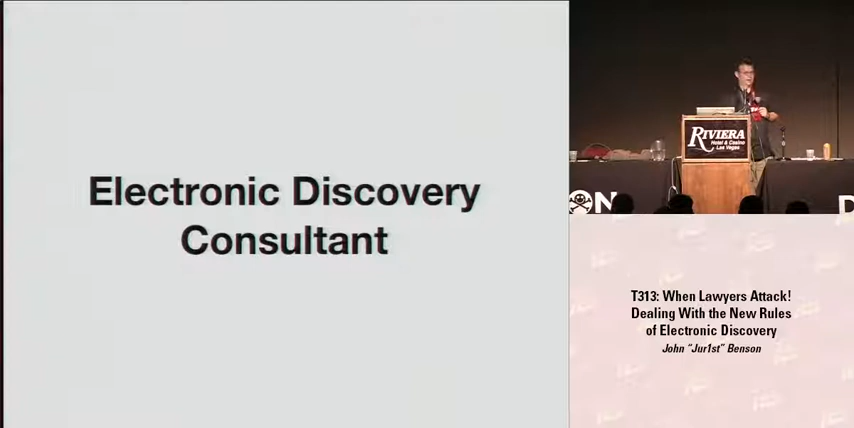 Electronic Discovery
Consultant
RIVIERA
Hotel & Casino
Las Vegas
T313: When Lawyers Attack!
Dealing With the New Rules
of Electronic Discovery
John "Jur1st" Benson